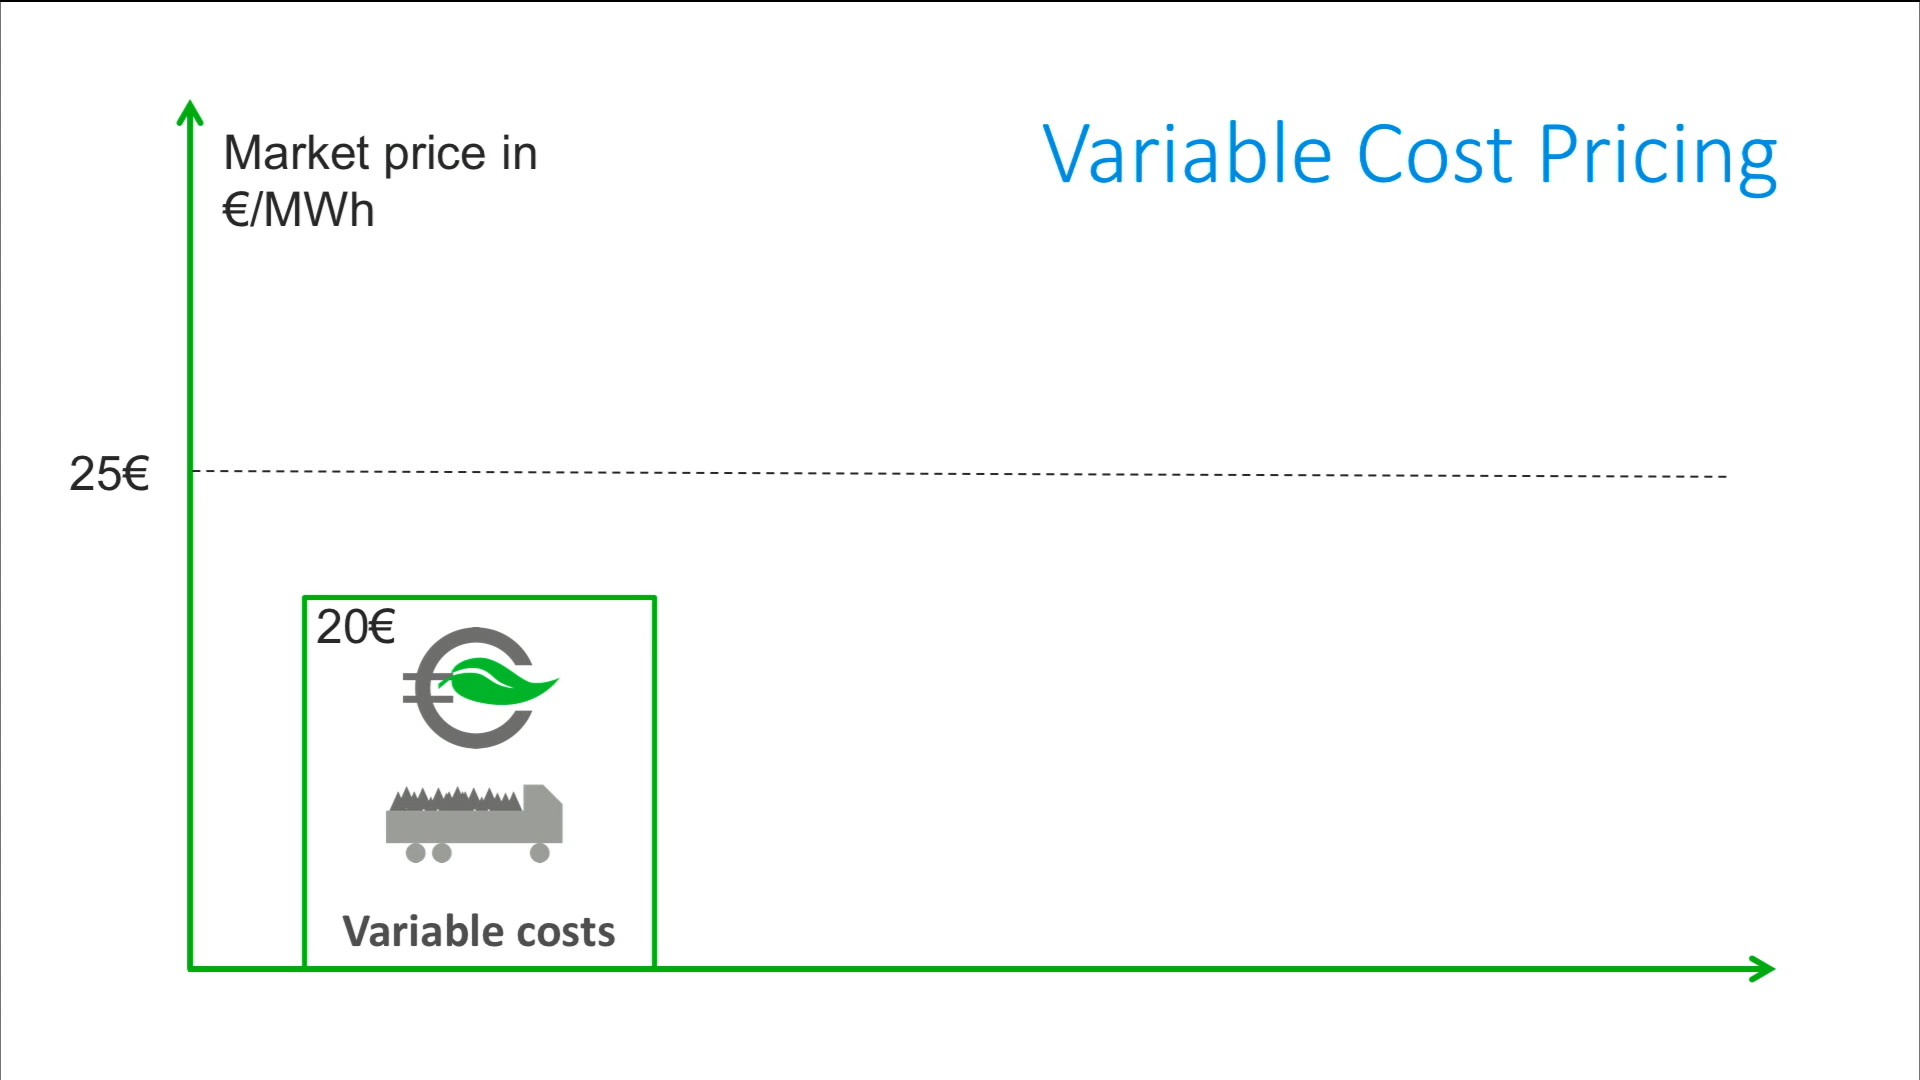 Variable Cost Pricing
Market price in
€/MWh
25€
20€
Variable costs